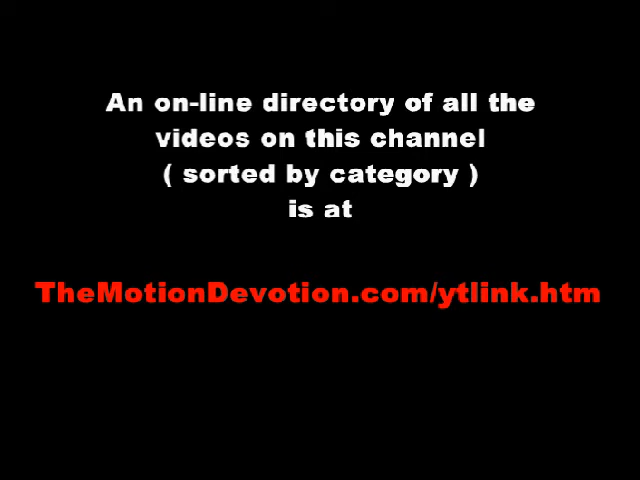 An on-line directory of all the
videos on this channel
( sorted by category )
is at
TheMotionDevotion.com/ytlink.htm